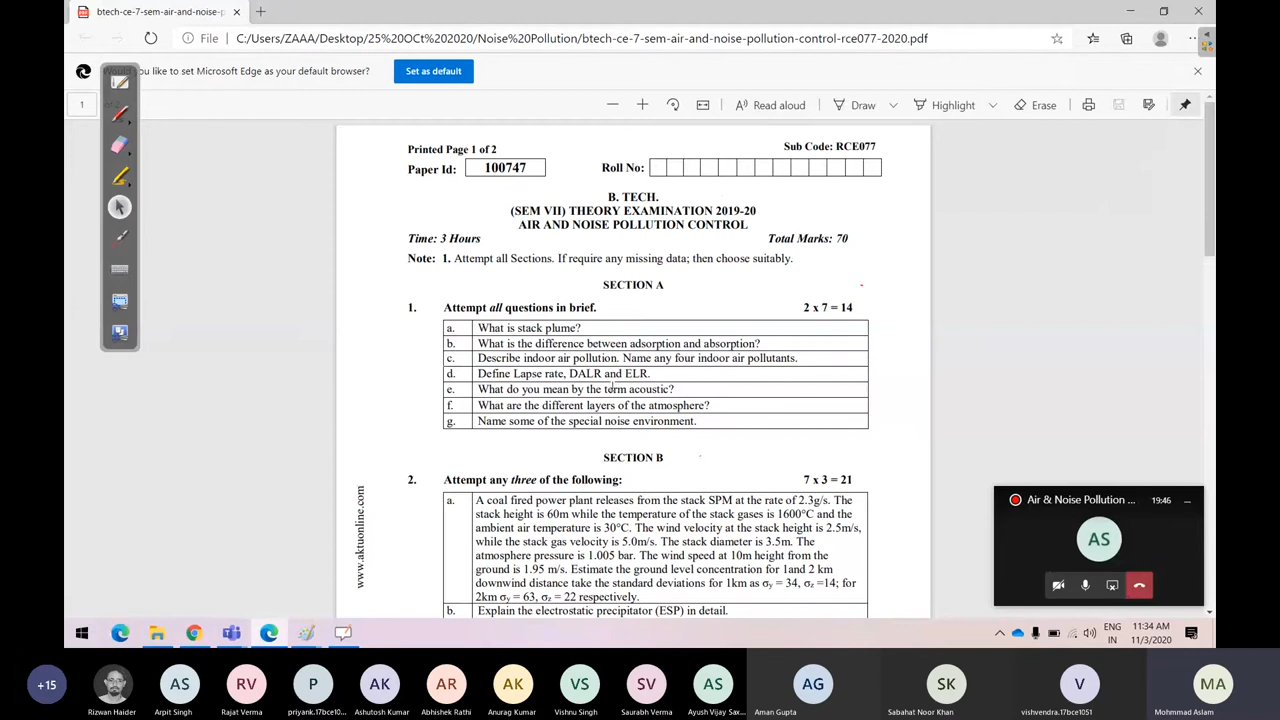 btech-ce-7-sem-air-and-noise-p
File
C:/Users/ZAAA/Desktop/25%20OCt%202020/Noise%20Pollution/btech-ce-7-sem-air-and-noise-pollution-control-rce077-2020.pdf
Would you like to set Microsoft Edge as your default browser?
Set as default
1
of 2
Read aloud
Draw
Highlight
Erase
Printed Page 1 of 2
Sub Code: RCE077
Paper Id: 100747
Roll No:
B. TECH.
(SEM VII) THEORY EXAMINATION 2019-20
AIR AND NOISE POLLUTION CONTROL
Time: 3 Hours
Total Marks: 70
Note: 1. Attempt all Sections. If require any missing data; then choose suitably.
SECTION A
1. Attempt all questions in brief. 2 x 7 = 14
a. What is stack plume?
b. What is the difference between adsorption and absorption?
c. Describe indoor air pollution. Name any four indoor air pollutants.
d. Define Lapse rate, DALR and ELR.
e. What do you mean by the term acoustic?
f. What are the different layers of the atmosphere?
g. Name some of the special noise environment.
SECTION B
2. Attempt any three of the following: 7 x 3 = 21
a. A coal fired power plant releases from the stack SPM at the rate of 2.3g/s. The
stack height is 60m while the temperature of the stack gases is 1600°C and the
ambient air temperature is 30°C. The wind velocity at the stack height is 2.5m/s,
while the stack gas velocity is 5.0m/s. The stack diameter is 3.5m. The
atmosphere pressure is 1.005 bar. The wind speed at 10m height from the
ground is 1.95 m/s. Estimate the ground level concentration for 1and 2 km
downwind distance take the standard deviations for 1km as σy = 34, σz =14; for
2km σy = 63, σz = 22 respectively.
b. Explain the electrostatic precipitator (ESP) in detail.
www.aktuonline.com
Air & Noise Pollution ...
19:46
AS
ENG
IN
11:34 AM
11/3/2020
+15
AS
RV
P
AK
AR
AK
VS
SV
AS
AG
SK
V
MA
Rizwan Haider
Arpit Singh
Rajat Verma
priyank.17bce10...
Ashutosh Kumar
Abhishek Rathi
Anurag Kumar
Vishnu Singh
Saurabh Verma
Ayush Vijay Sax...
Aman Gupta
Sabahat Noor Khan
vishvendra.17bce1051
Mohmmad Aslam